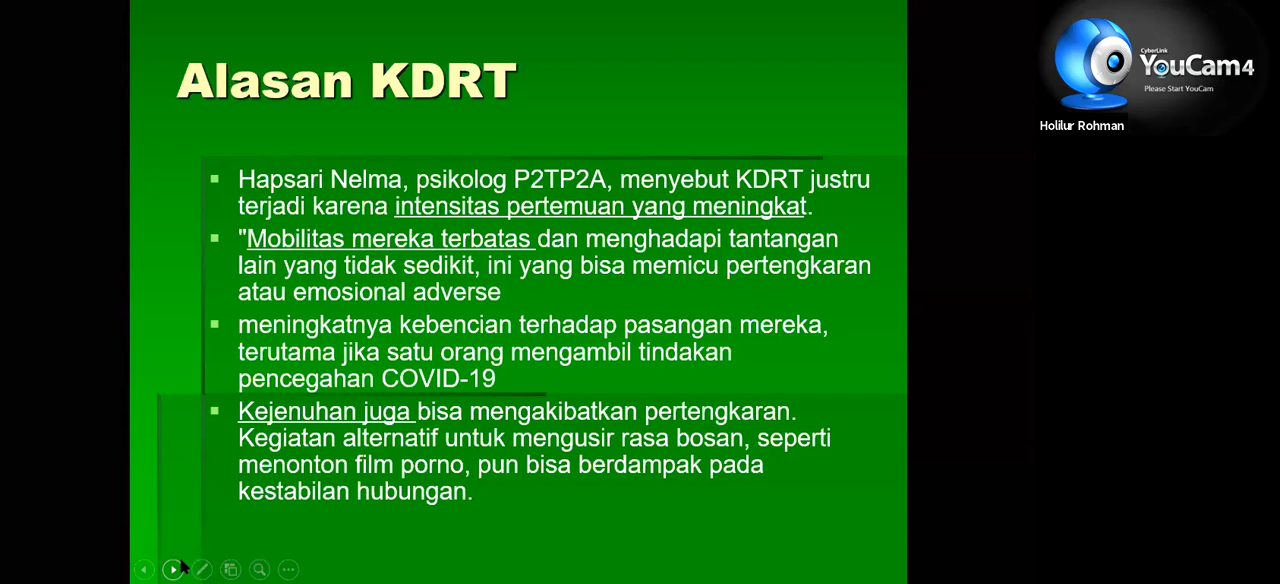 Alasan KDRT
Hapsari Nelma, psikolog P2TP2A, menyebut KDRT justru
terjadi karena intensitas pertemuan yang meningkat.
"Mobilitas mereka terbatas dan menghadapi tantangan
lain yang tidak sedikit, ini yang bisa memicu pertengkaran
atau emosional adverse
meningkatnya kebencian terhadap pasangan mereka,
terutama jika satu orang mengambil tindakan
pencegahan COVID-19
Kejenuhan juga bisa mengakibatkan pertengkaran.
Kegiatan alternatif untuk mengusir rasa bosan, seperti
menonton film porno, pun bisa berdampak pada
kestabilan hubungan.
CyberLink
YouCam 4
Please Start YouCam
Holilur Rohman